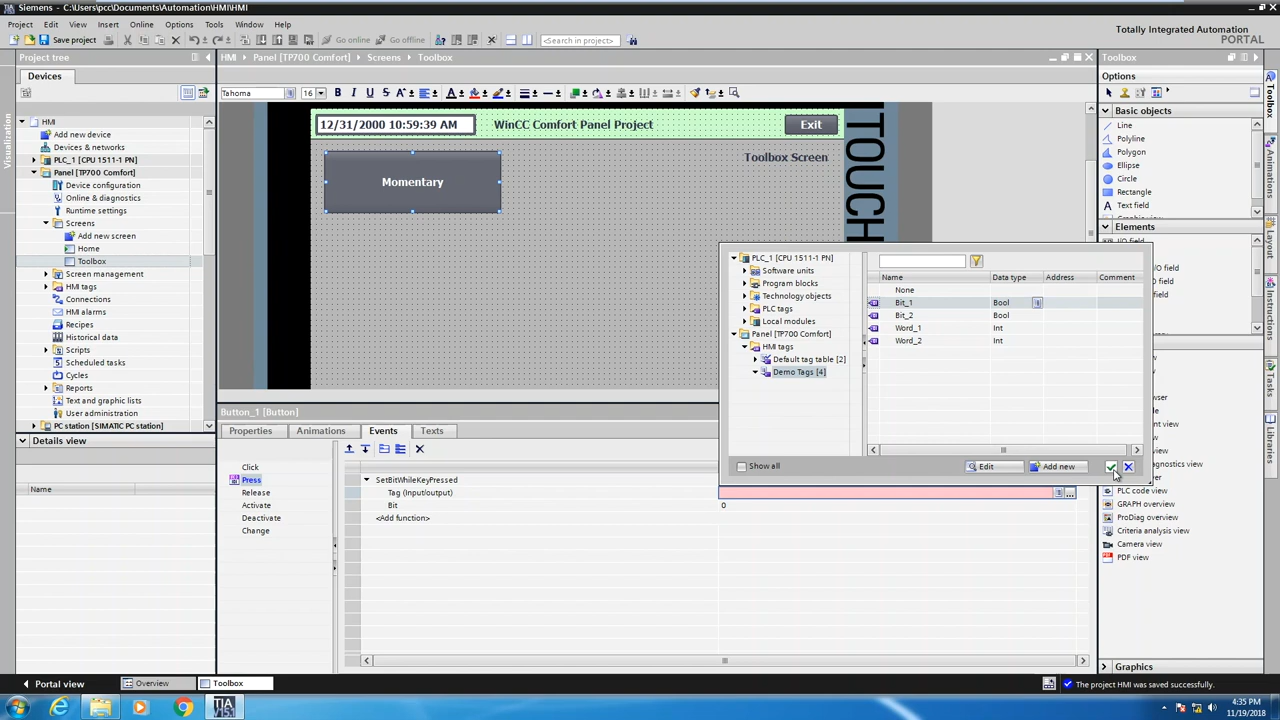 Siemens - C:\Users\pcc\Documents\Automation\HMI\HMI
Project Edit View Insert Online Options Tools Window Help
Totally Integrated Automation
PORTAL
Save project
Go online
Go offline
<Search in project>
Project tree
HMI Panel [TP700 Comfort] Screens Toolbox
Toolbox
Devices
Options
Tahoma 16
Basic objects
HMI
Add new device
Devices & networks
PLC_1 [CPU 1511-1 PN]
Panel [TP700 Comfort]
Device configuration
Online & diagnostics
Runtime settings
Screens
Add new screen
Home
Toolbox
Screen management
HMI tags
Connections
HMI alarms
Recipes
Historical data
Scripts
Scheduled tasks
Cycles
Reports
Text and graphic lists
User administration
PC station [SIMATIC PC station]
Details view
Name
Visualization
12/31/2000 10:59:39 AM
WinCC Comfort Panel Project
Exit
Toolbox Screen
Momentary
TOUCH
PLC_1 [CPU 1511-1 PN]
Software units
Program blocks
Technology objects
PLC tags
Local modules
Panel [TP700 Comfort]
HMI tags
Default tag table [2]
Demo Tags [4]
Name Data type Address Comment
None
Bit_1 Bool
Bit_2 Bool
Word_1 Int
Word_2 Int
Show all
Edit
Add new
Button_1 [Button]
Properties Animations Events Texts
Click
Press
Release
Activate
Deactivate
Change
SetBitWhileKeyPressed
Tag (Input/output)
Bit 0
<Add function>
Line
Polyline
Polygon
Ellipse
Circle
Rectangle
Text field
Elements
PLC code view
GRAPH overview
ProDiag overview
Criteria analysis view
Camera view
PDF view
Graphics
Toolbox
Animations
Layout
Instructions
Tasks
Libraries
Portal view
Overview
Toolbox
The project HMI was saved successfully.
4:35 PM
11/19/2018